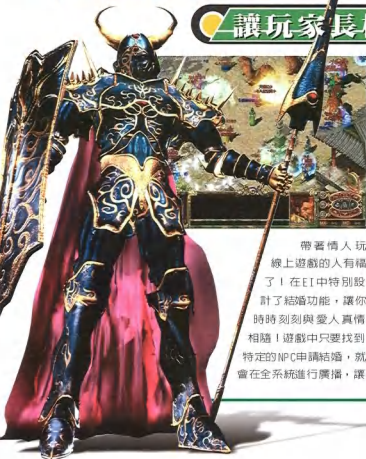 讓玩家長
帶著情人玩
線上遊戲的人有福
了！在EI中特別設
計了結婚功能，讓你
時時刻刻與愛人真情
相隨！遊戲中只要找到
特定的NPC申請結婚，就
會在全系統進行廣播，讓